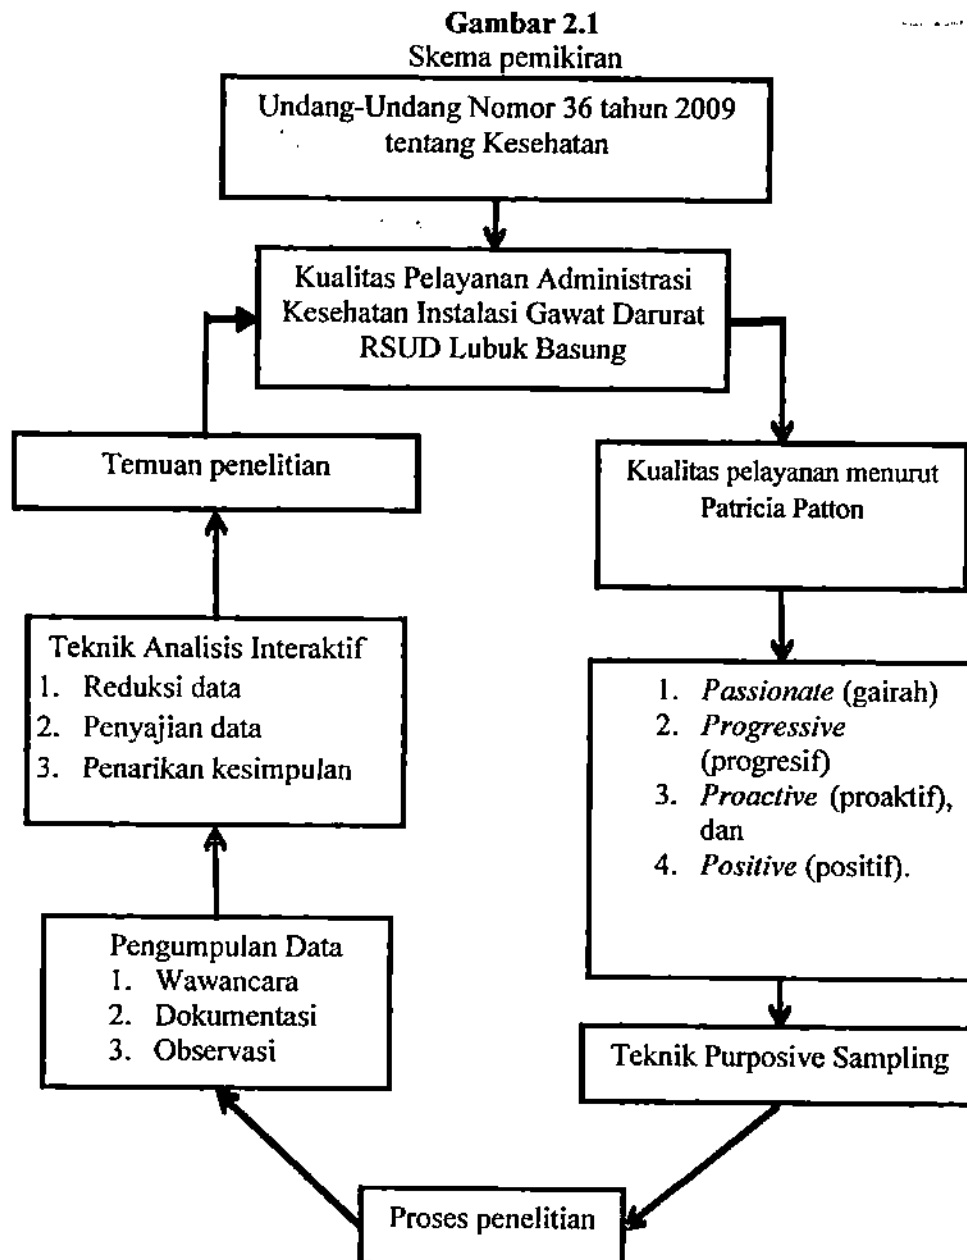 Gambar 2.1
Skema pemikiran
Undang-Undang Nomor 36 tahun 2009
tentang Kesehatan
Kualitas Pelayanan Administrasi
Kesehatan Instalasi Gawat Darurat
RSUD Lubuk Basung
Temuan penelitian
Kualitas pelayanan menurut
Patricia Patton
Teknik Analisis Interaktif
1. Reduksi data
2. Penyajian data
3. Penarikan kesimpulan
1. Passionate (gairah)
2. Progressive
(progresif)
3. Proactive (proaktif),
dan
4. Positive (positif).
Pengumpulan Data
1. Wawancara
2. Dokumentasi
3. Observasi
Teknik Purposive Sampling
Proses penelitian